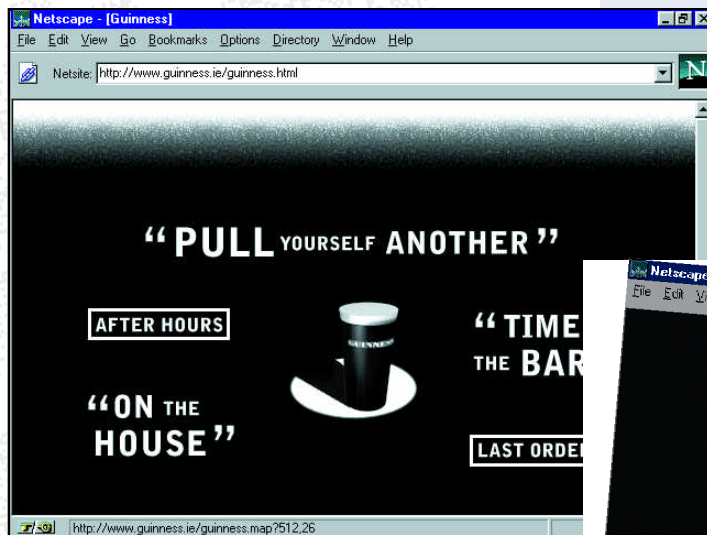 Netscape - [Guinness]
File Edit View Go Bookmarks Options Directory Window Help
Netsite: http://www.guinness.ie/guinness.html
N
“PULL YOURSELF ANOTHER”
AFTER HOURS
GUINNESS
“TIME
THE BAR
“ON THE
HOUSE”
LAST
http://www.guinness.ie/guinness.map?512,26
Netscape
File Edit